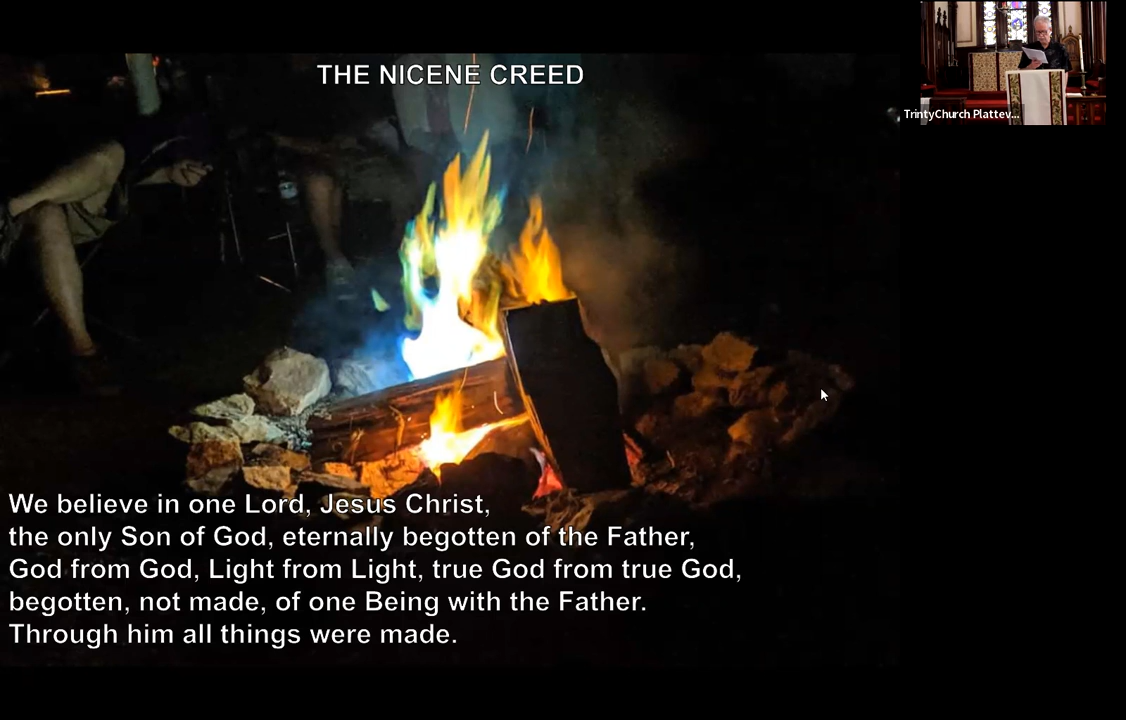 THE NICENE CREED
TrintyChurch Plattev...
We believe in one Lord, Jesus Christ,
the only Son of God, eternally begotten of the Father,
God from God, Light from Light, true God from true God,
begotten, not made, of one Being with the Father.
Through him all things were made.